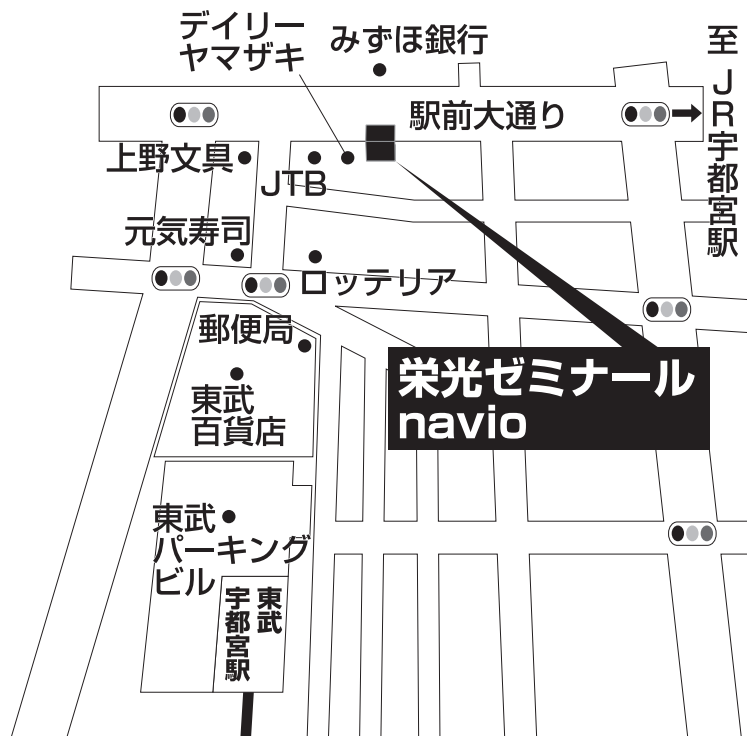 デイリー
ヤマザキ
みずほ銀行
至 JR宇都宮駅
駅前大通り
上野文具
JTB
元気寿司
ロッテリア
郵便局
栄光ゼミナール
navio
東武
百貨店
東武
パーキング
ビル
東武
宇都宮駅